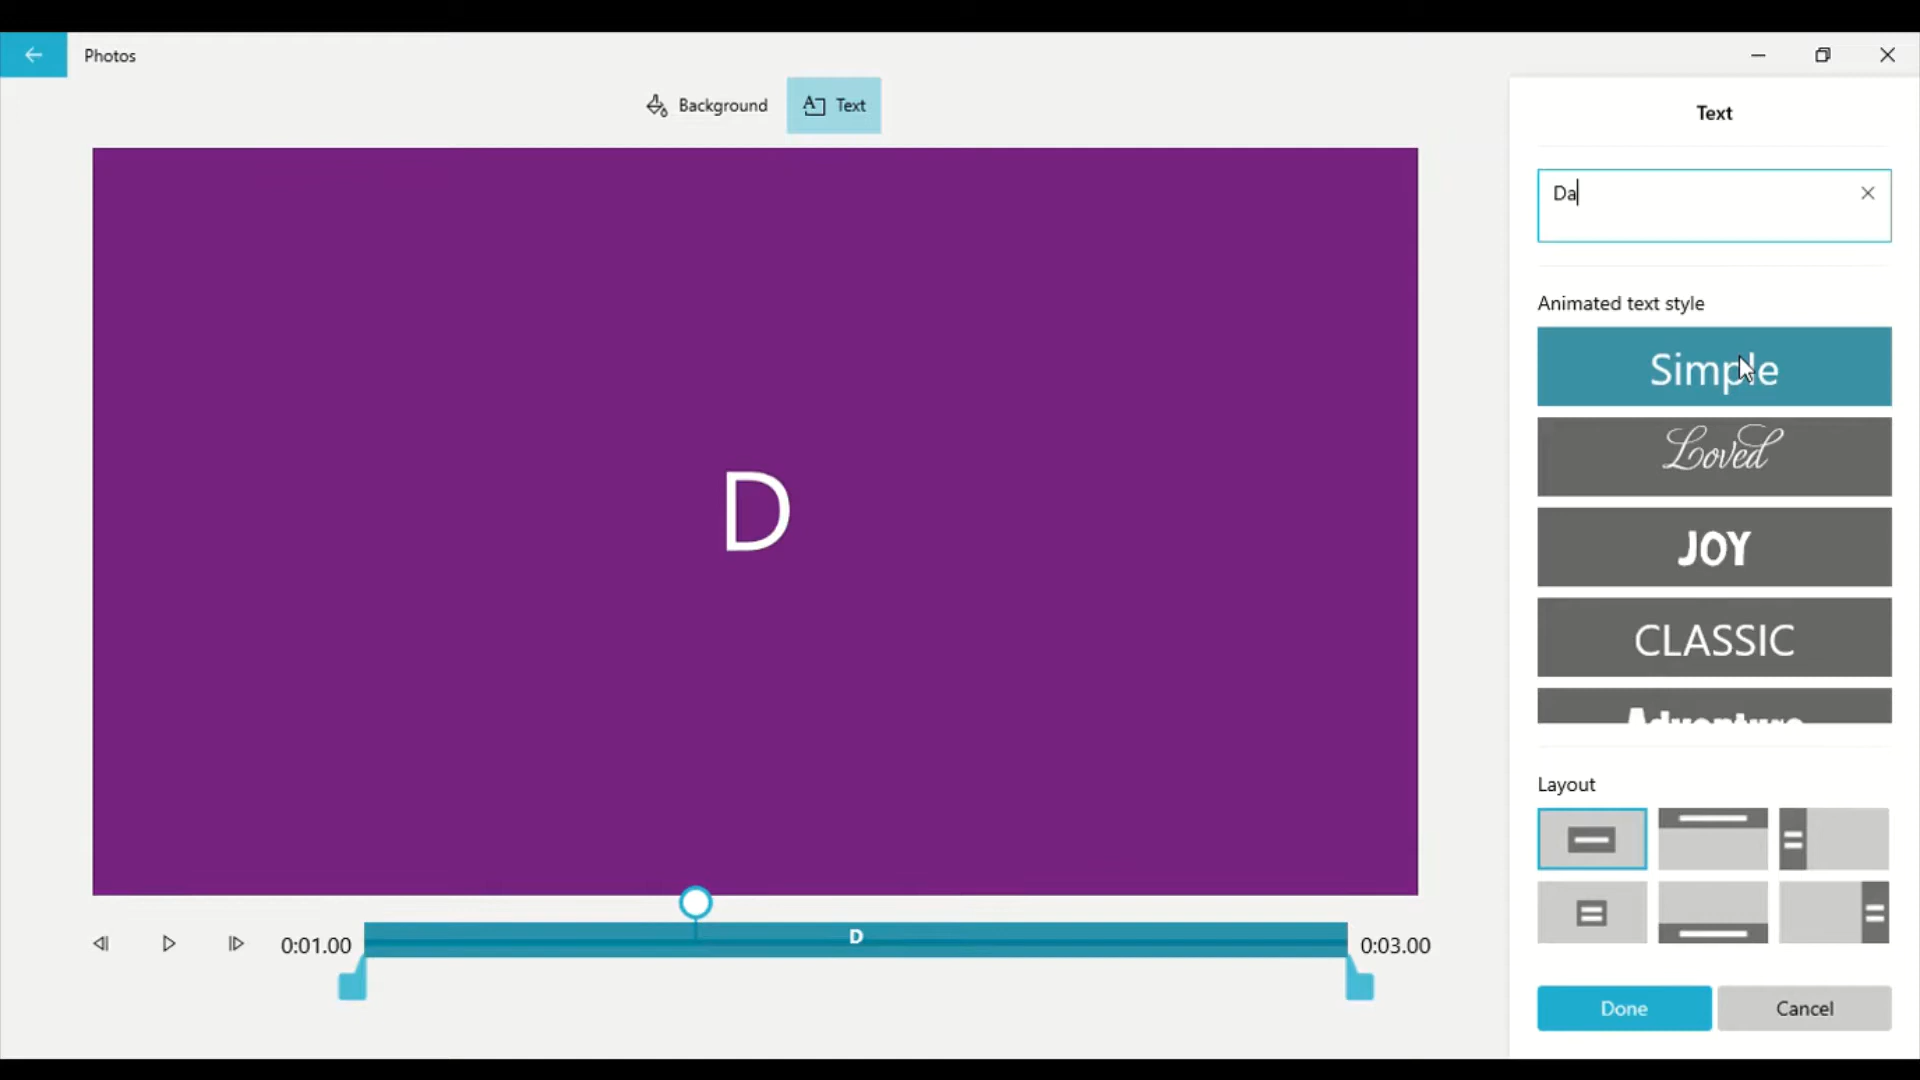 Photos
Background
Text
Text
Da
Animated text style
Simple
Loved
JOY
CLASSIC
Adventure
Layout
D
D
0:01.00
0:03.00
Done
Cancel